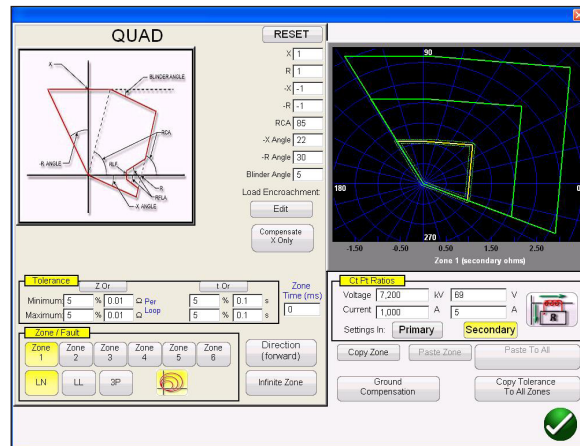 QUAD
RESET
X
BLINDER ANGLE
RCA
-R ANGLE
RLF
R
RFLA
-X
ANGLE
X 1
R 1
-X -1
-R -1
RCA 85
-X Angle 22
-R Angle 30
Blinder Angle 5
Load Encroachment:
Edit
Compensate
X Only
90
180
0
270
-1.50 -0.50 0.50 1.50 2.50
Zone 1 (secondary ohms)
Tolerance
Z Or
t Or
Minimum: 5 % 0.01 Ω Per 5 % 0.1 s
Maximum: 5 % 0.01 Ω Loop 5 % 0.1 s
Zone
Time (ms)
0
Ct Pt Ratios
Voltage 7,200 kV 69 V
Current 1,000 A 5 A
Settings In: Primary Secondary
R
Zone / Fault
Zone 1 Zone 2 Zone 3 Zone 4 Zone 5 Zone 6
LN LL 3P
Direction
(forward)
Infinite Zone
Copy Zone Paste Zone Paste To All
Ground
Compensation
Copy Tolerance
To All Zones